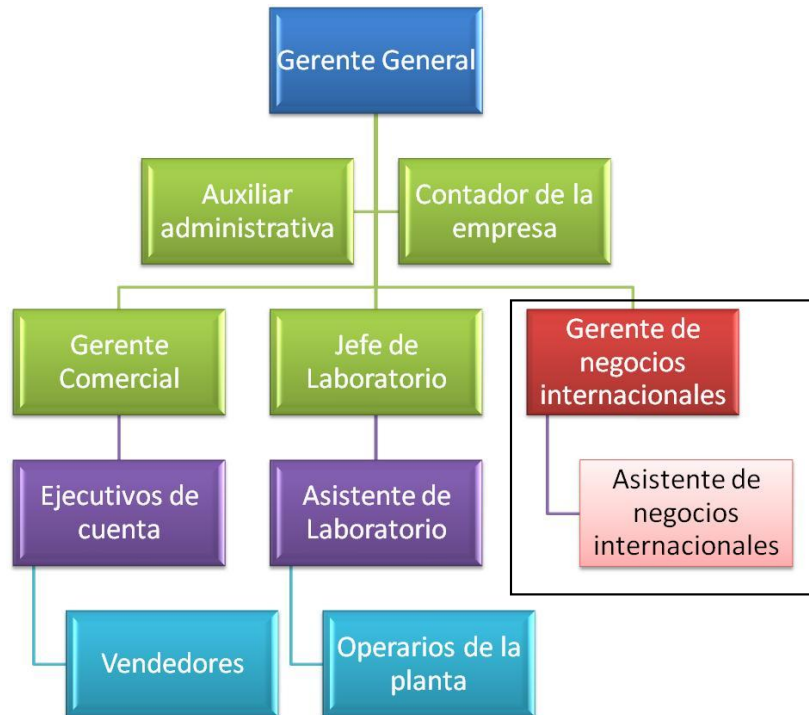 Gerente General
Auxiliar
administrativa
Contador de la
empresa
Gerente
Comercial
Jefe de
Laboratorio
Gerente de
negocios
internacionales
Ejecutivos de
cuenta
Asistente de
Laboratorio
Asistente de
negocios
internacionales
Vendedores
Operarios de la
planta